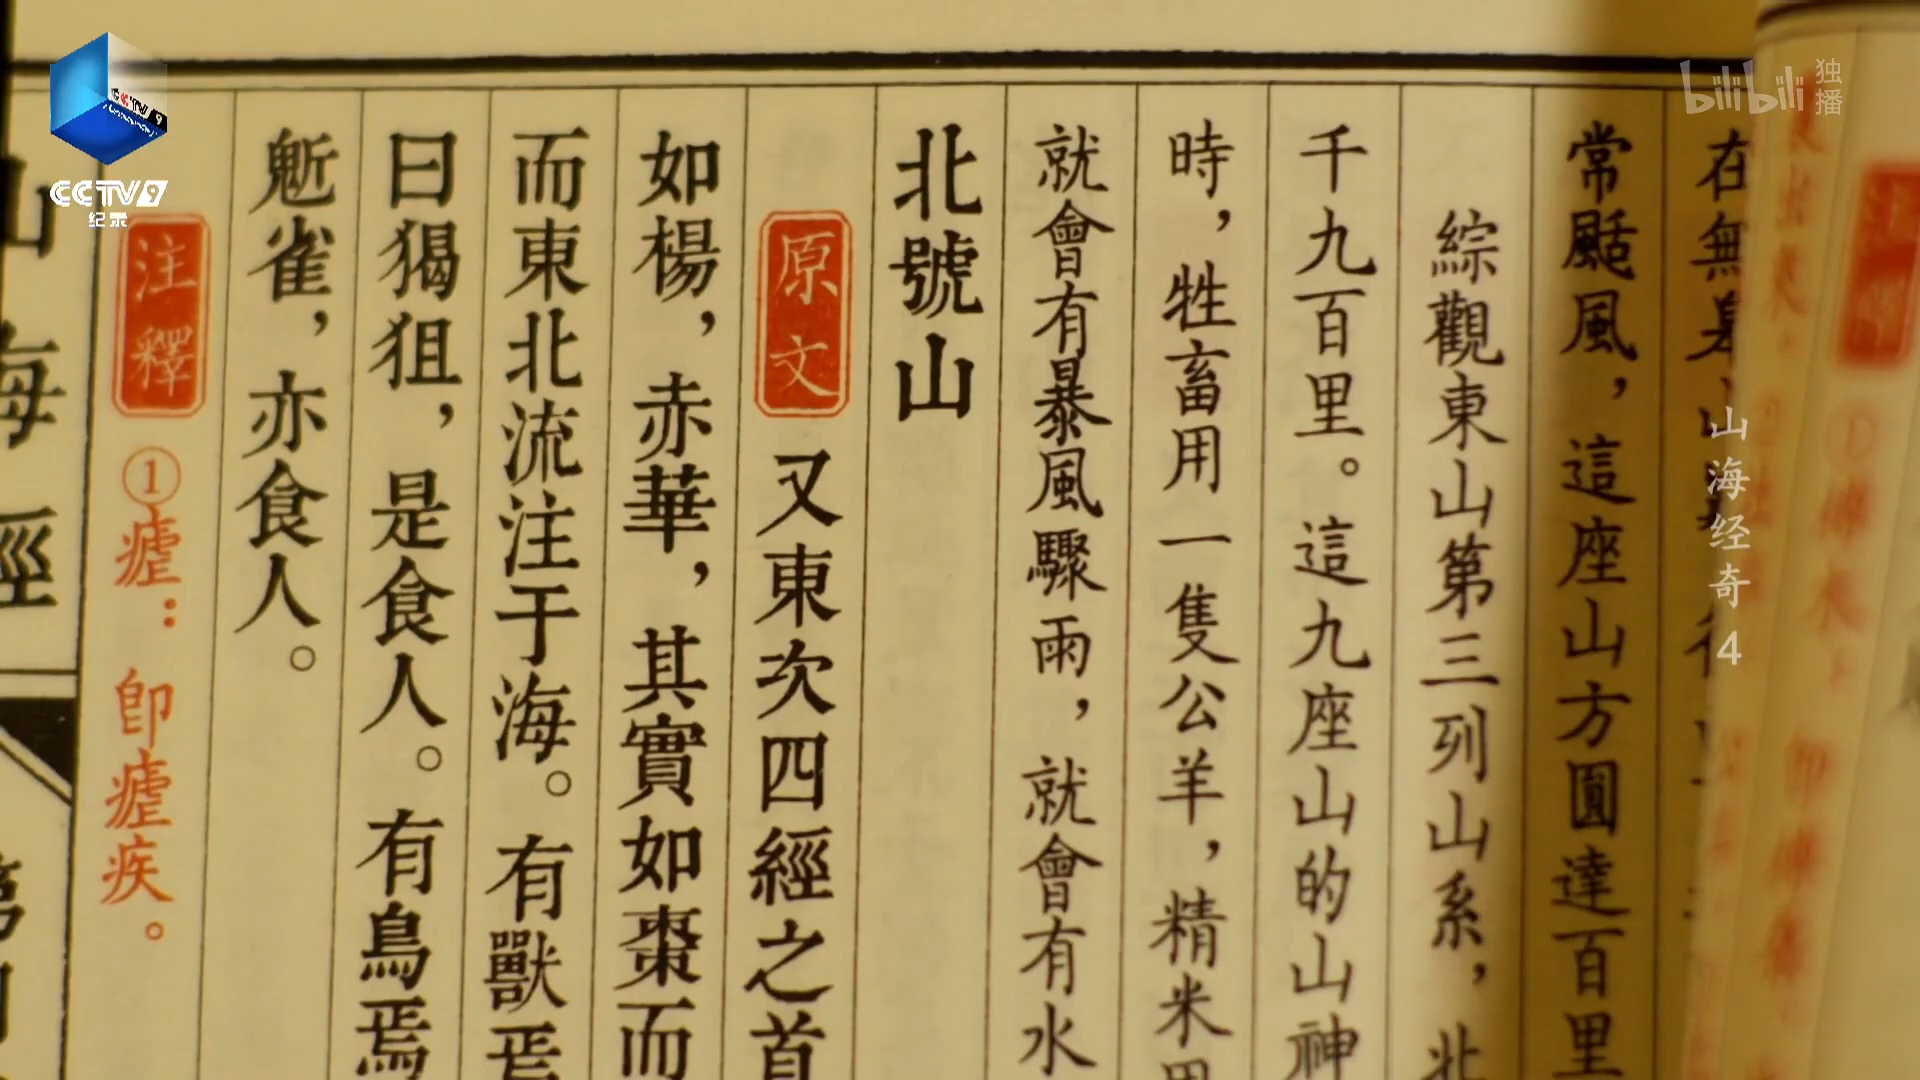 CCTV 9
CCTV9
纪录
bilibili 独播
山海经奇 4
在無
常颳風，這座山方圓達百里
綜觀東山第三列山系，北
千九百里。這九座山的山神
時，牲畜用一隻公羊，精米
就會有暴風驟雨，就會有水
北號山
原文 又東次四經之首
如楊，赤華，其實如棗而
而東北流注于海。有獸焉
曰猲狙，是食人。有鳥焉
鬿雀，亦食人。
注釋 ①瘧：即瘧疾。
山海經